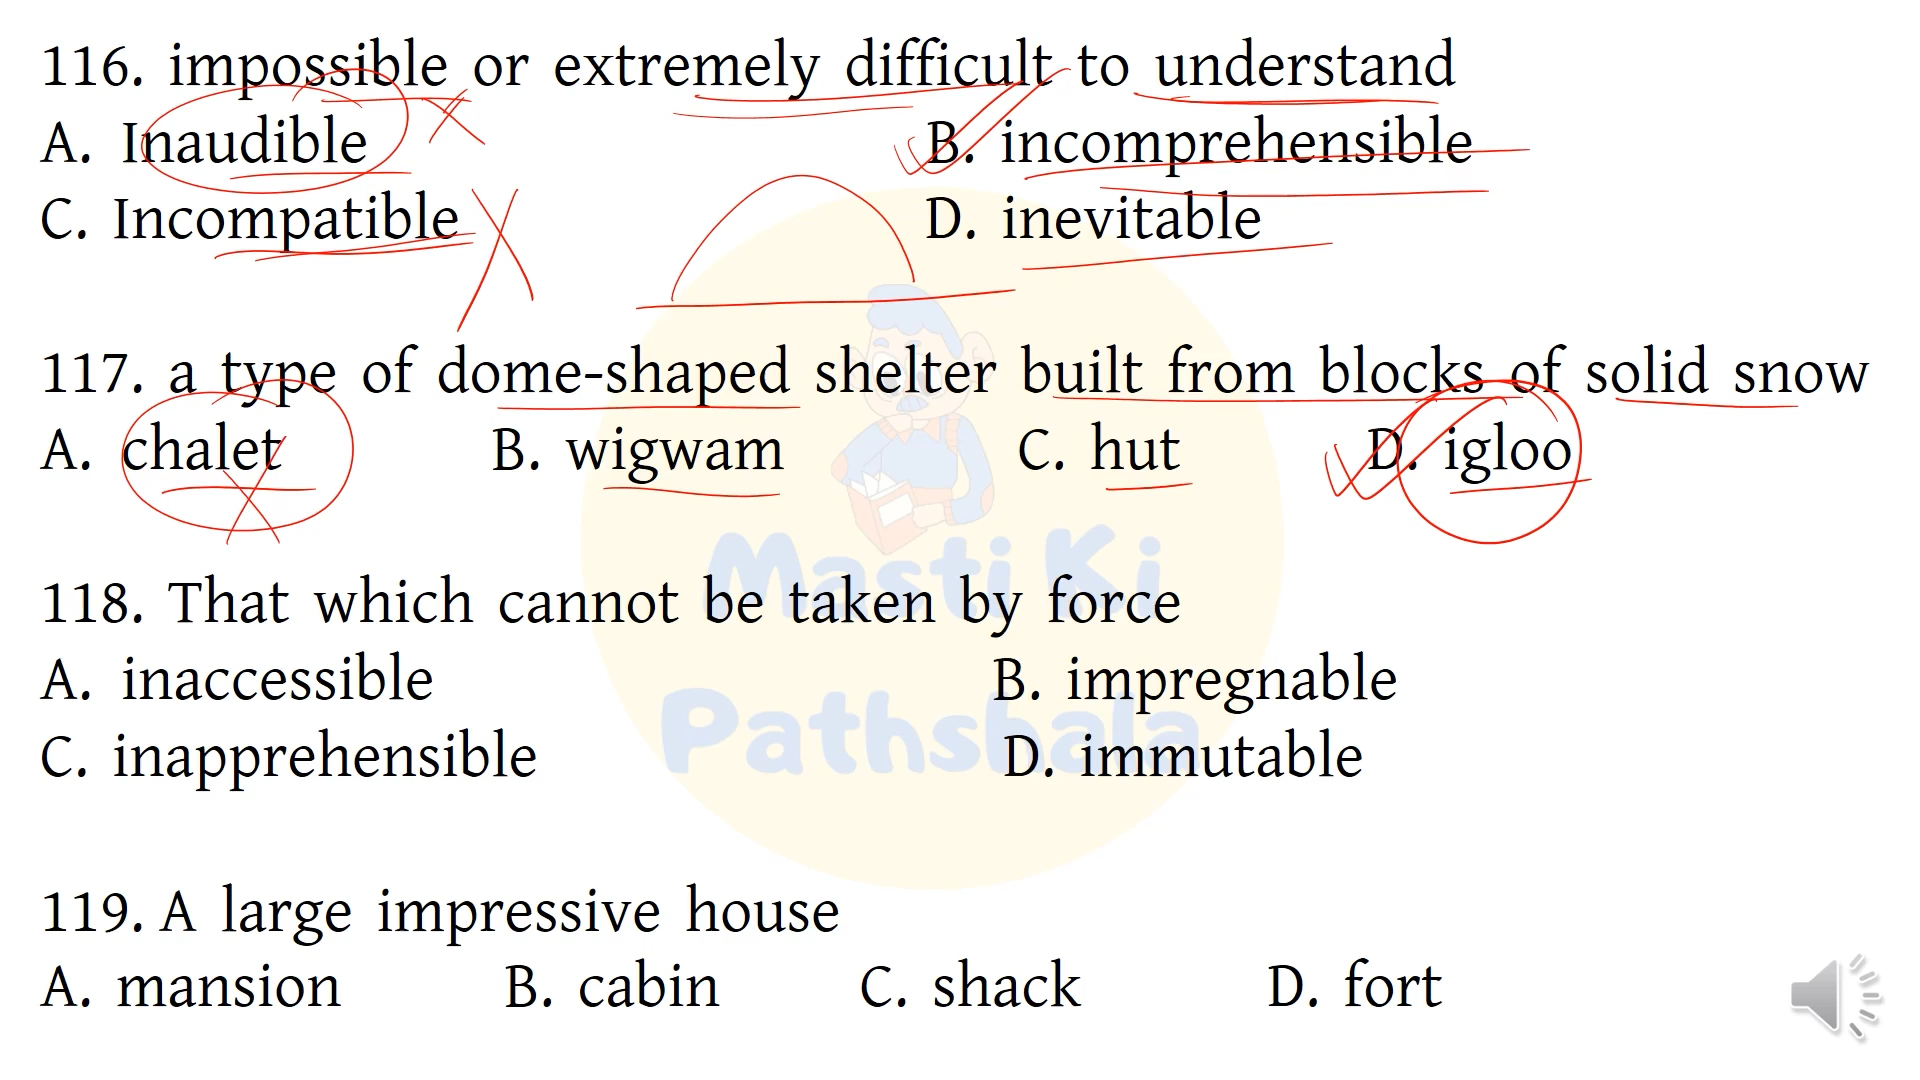 116. impossible or extremely difficult to understand
A. Inaudible B. incomprehensible
C. Incompatible D. inevitable
117. a type of dome-shaped shelter built from blocks of solid snow
A. chalet B. wigwam C. hut D. igloo
118. That which cannot be taken by force
A. inaccessible B. impregnable
C. inapprehensible D. immutable
119. A large impressive house
A. mansion B. cabin C. shack D. fort
Masti Ki
Pathshala